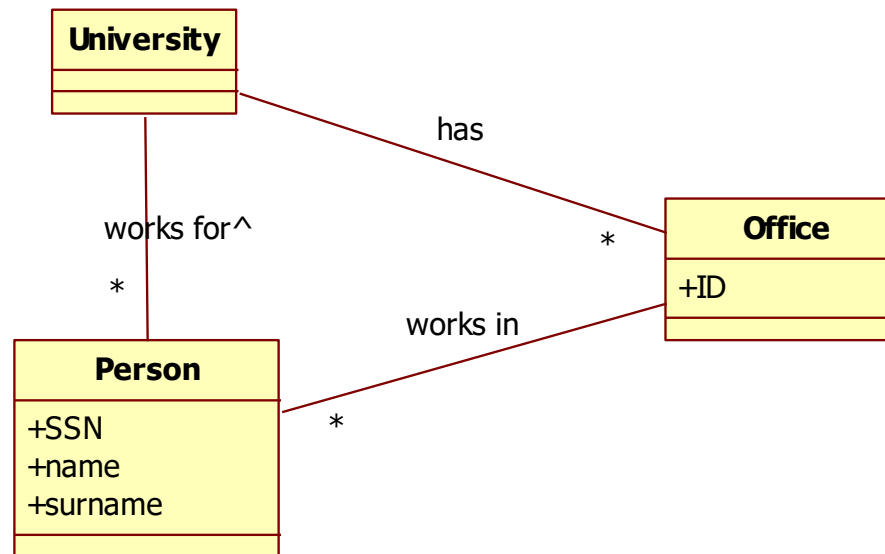 University
has
works for^
*
*
Office
+ID
works in
*
Person
+SSN
+name
+surname